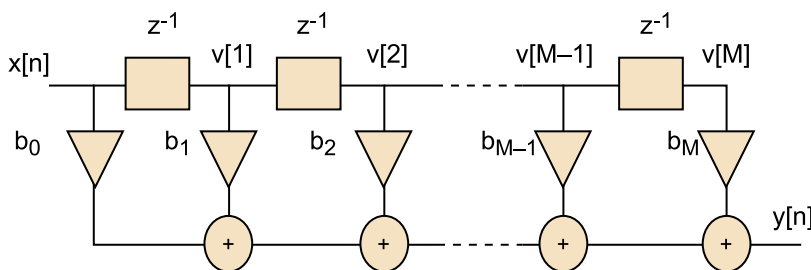 z⁻¹ z⁻¹ z⁻¹
x[n] v[1] v[2] v[M–1] v[M]
b₀ b₁ b₂ b_{M–1} b_M
+ + + + y[n]